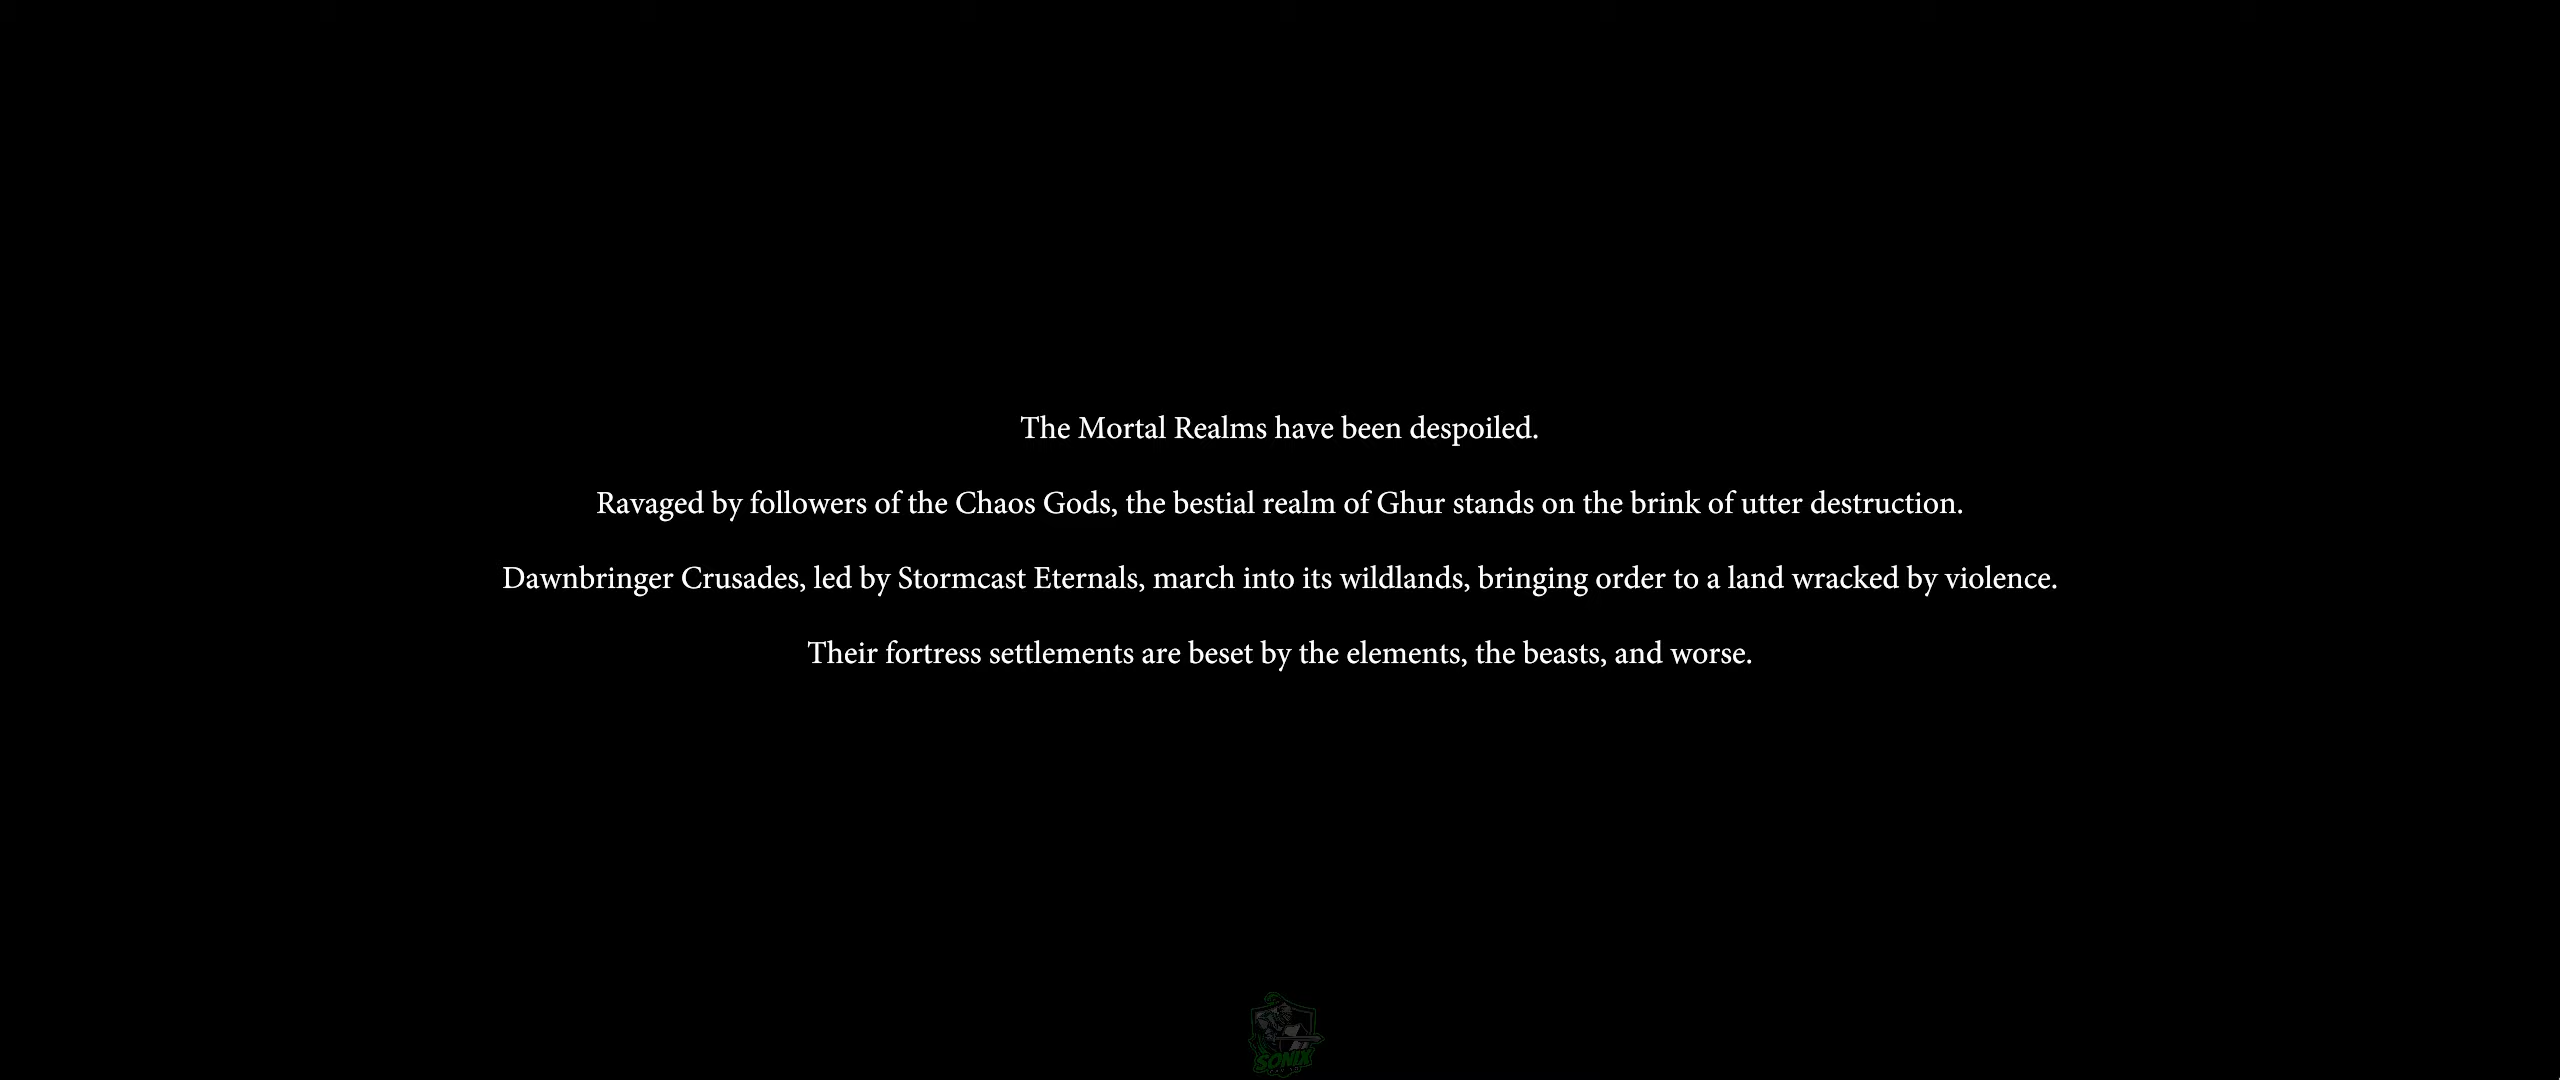 The Mortal Realms have been despoiled.
Ravaged by followers of the Chaos Gods, the bestial realm of Ghur stands on the brink of utter destruction.
Dawnbringer Crusades, led by Stormcast Eternals, march into its wildlands, bringing order to a land wracked by violence.
Their fortress settlements are beset by the elements, the beasts, and worse.
SONIX